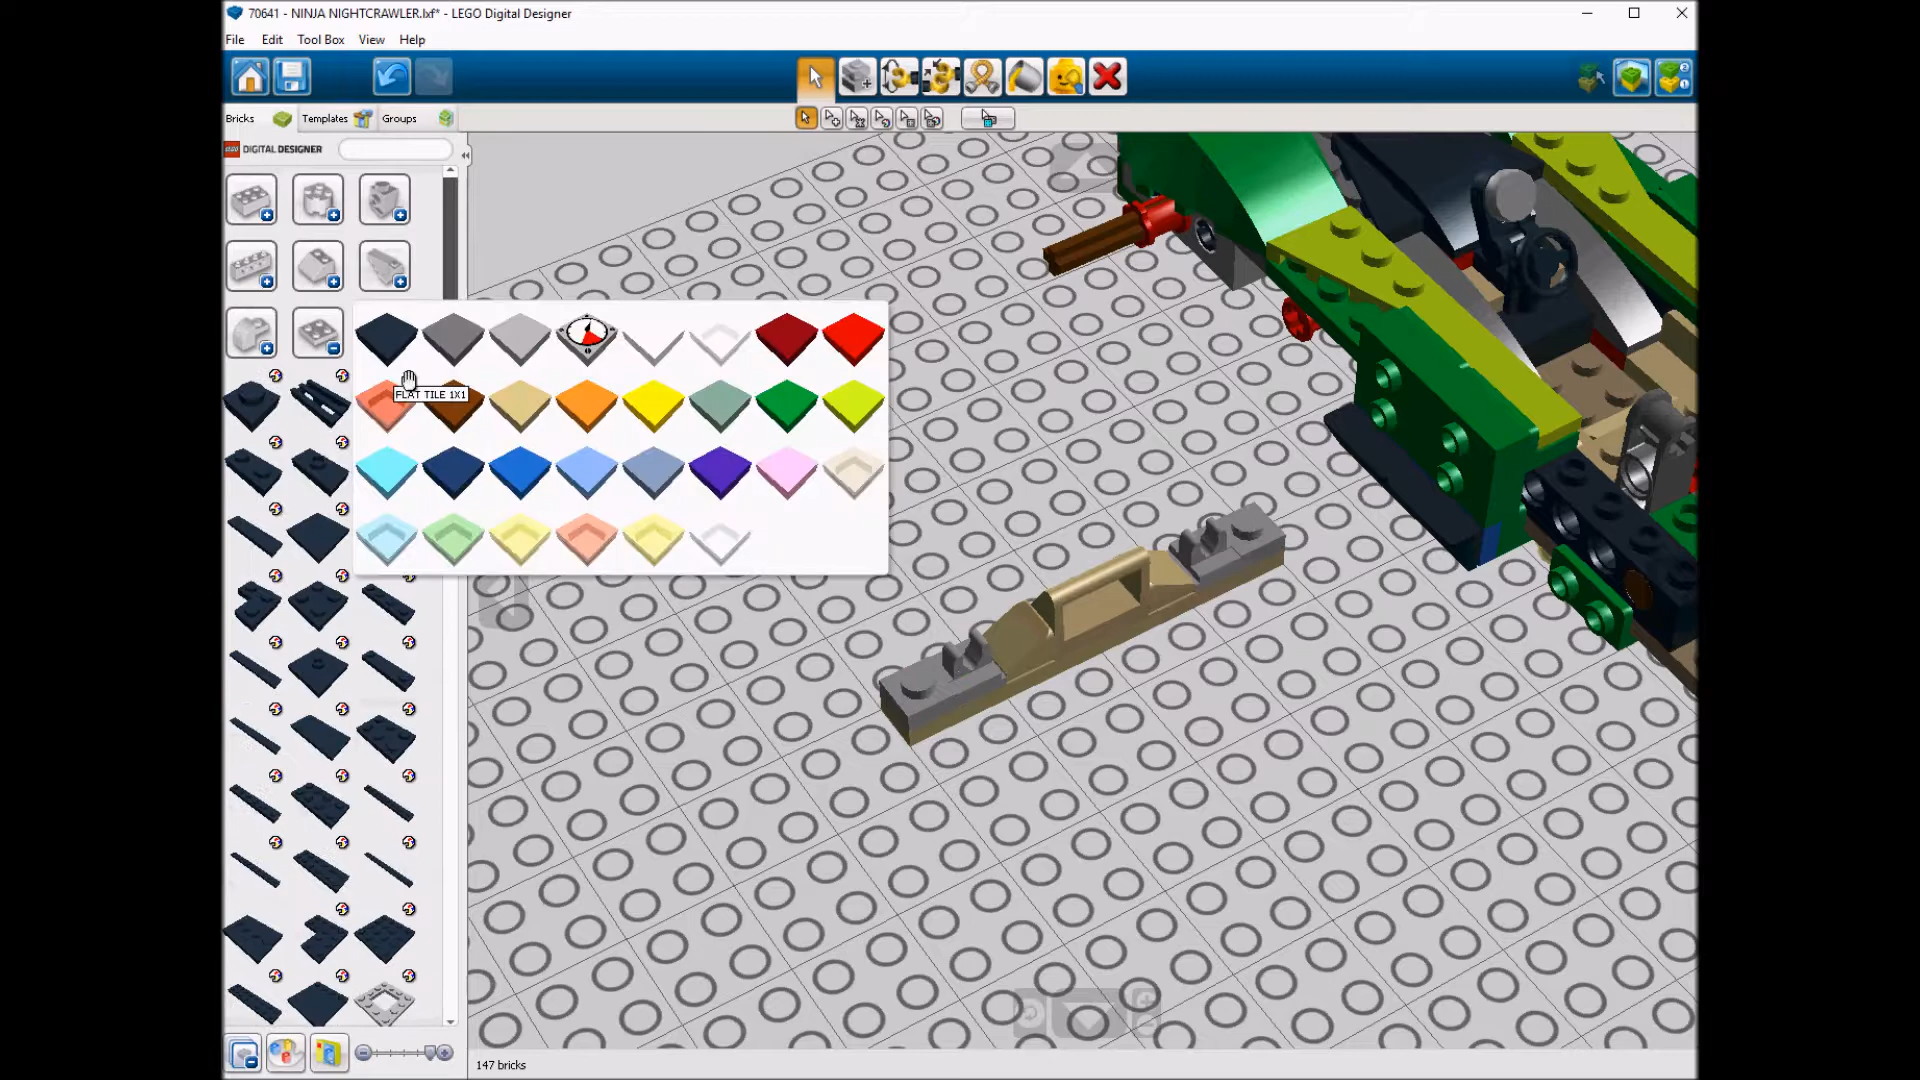 70641 - NINJA NIGHTCRAWLER.lxf* - LEGO Digital Designer
File Edit Tool Box View Help
Bricks Templates Groups
LEGO DIGITAL DESIGNER
FLAT TILE 1X1
147 bricks